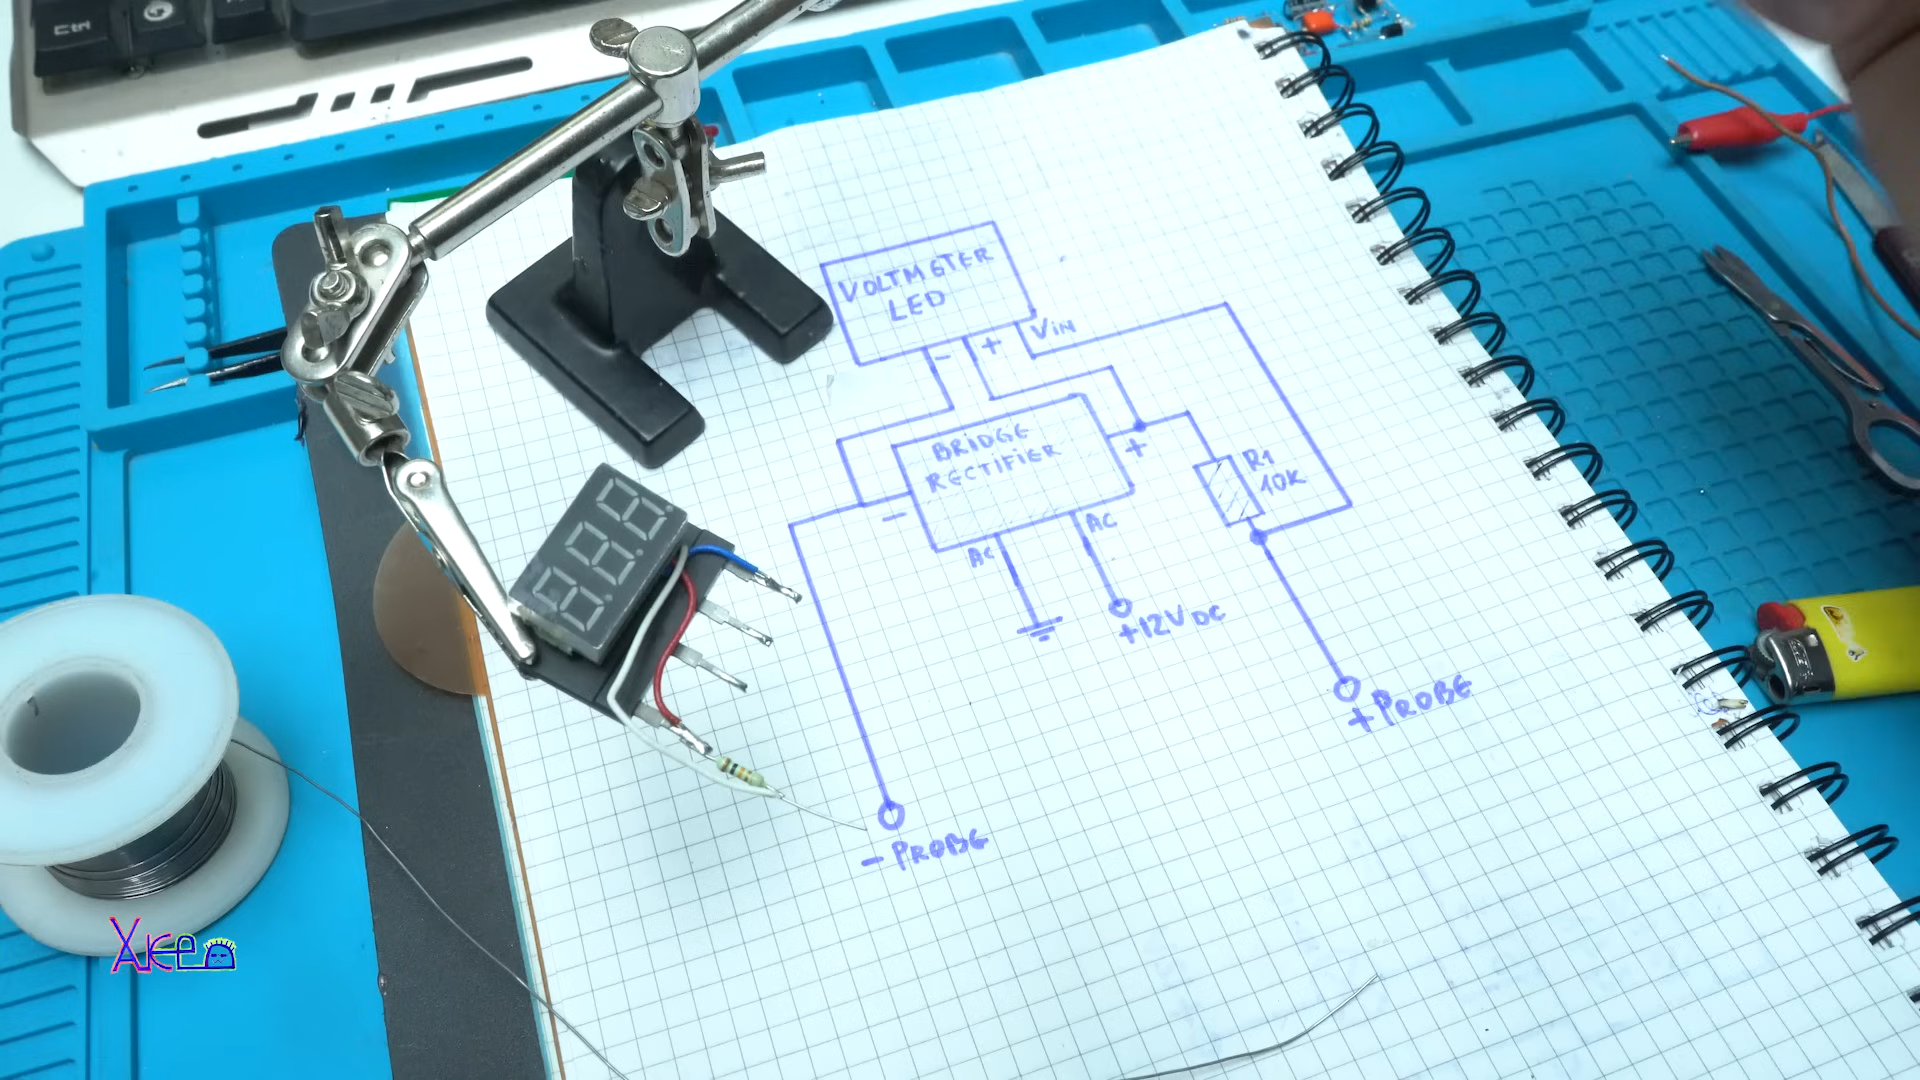 Ctrl
VOLTMETER
LED
- + Vin
BRIDGE
RECTIFIER
+
-
R1
10K
AC
AC
+12V DC
+ PROBE
- PROBE